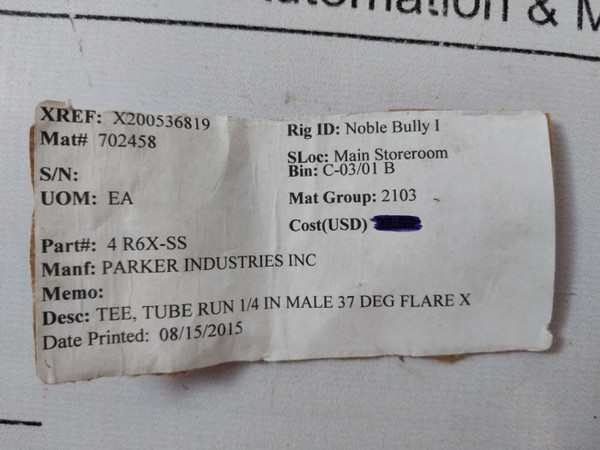 & M
XREF: X200536819
Mat# 702458
S/N:
UOM: EA
Part#: 4 R6X-SS
Manf: PARKER INDUSTRIES INC
Memo:
Desc: TEE, TUBE RUN 1/4 IN MALE 37 DEG FLARE X
Date Printed: 08/15/2015
Rig ID: Noble Bully I
SLoc: Main Storeroom
Bin: C-03/01 B
Mat Group: 2103
Cost(USD)